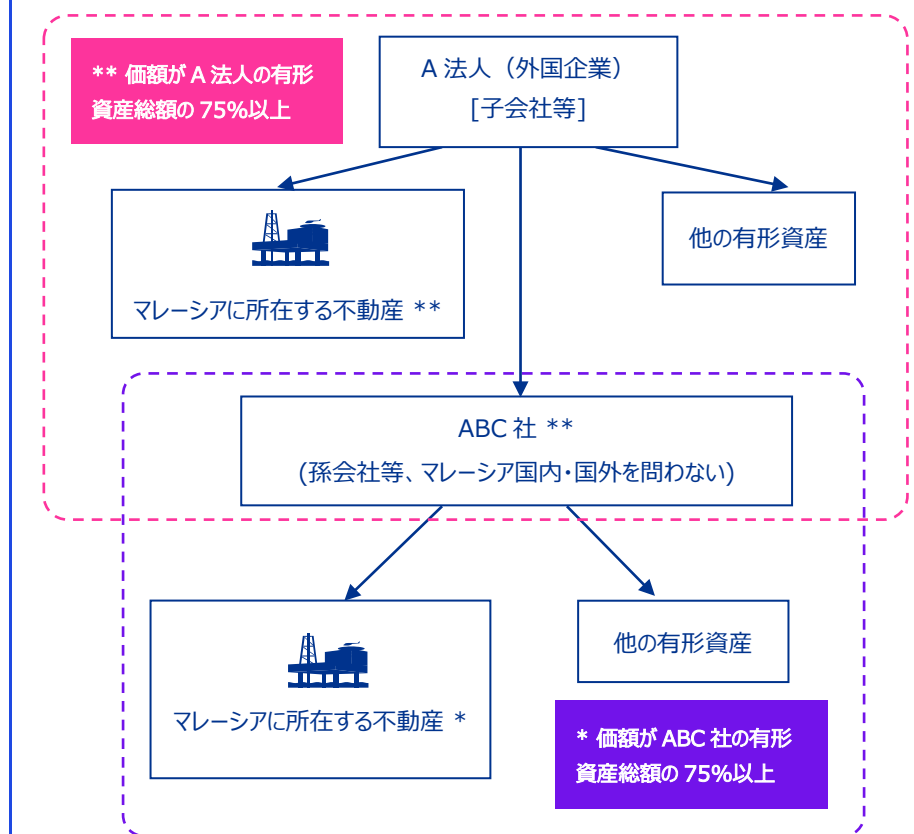 ** 価額が A 法人の有形
資産総額の 75%以上
A 法人（外国企業）
[子会社等]
マレーシアに所在する不動産 **
他の有形資産
ABC 社 **
(孫会社等、マレーシア国内・国外を問わない)
マレーシアに所在する不動産 *
他の有形資産
* 価額が ABC 社の有形
資産総額の 75%以上